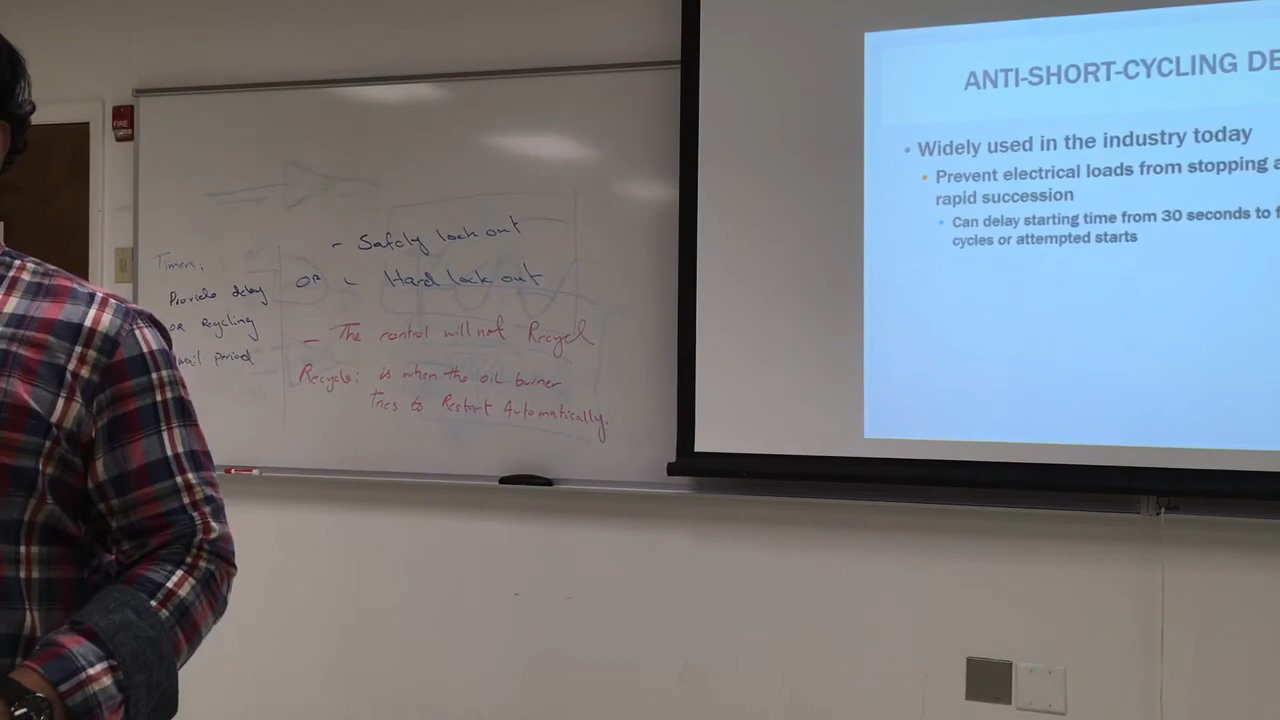 FIRE
Timers,
Provide delay
OR Recycling
wait period
- Safely lock out
OR - Hard lock out
- The control will not Recycl
Recycle: is when the oil burner
Tries to Restart Automatically.
ANTI-SHORT-CYCLING DE
• Widely used in the industry today
• Prevent electrical loads from stopping a
rapid succession
• Can delay starting time from 30 seconds to f
cycles or attempted starts